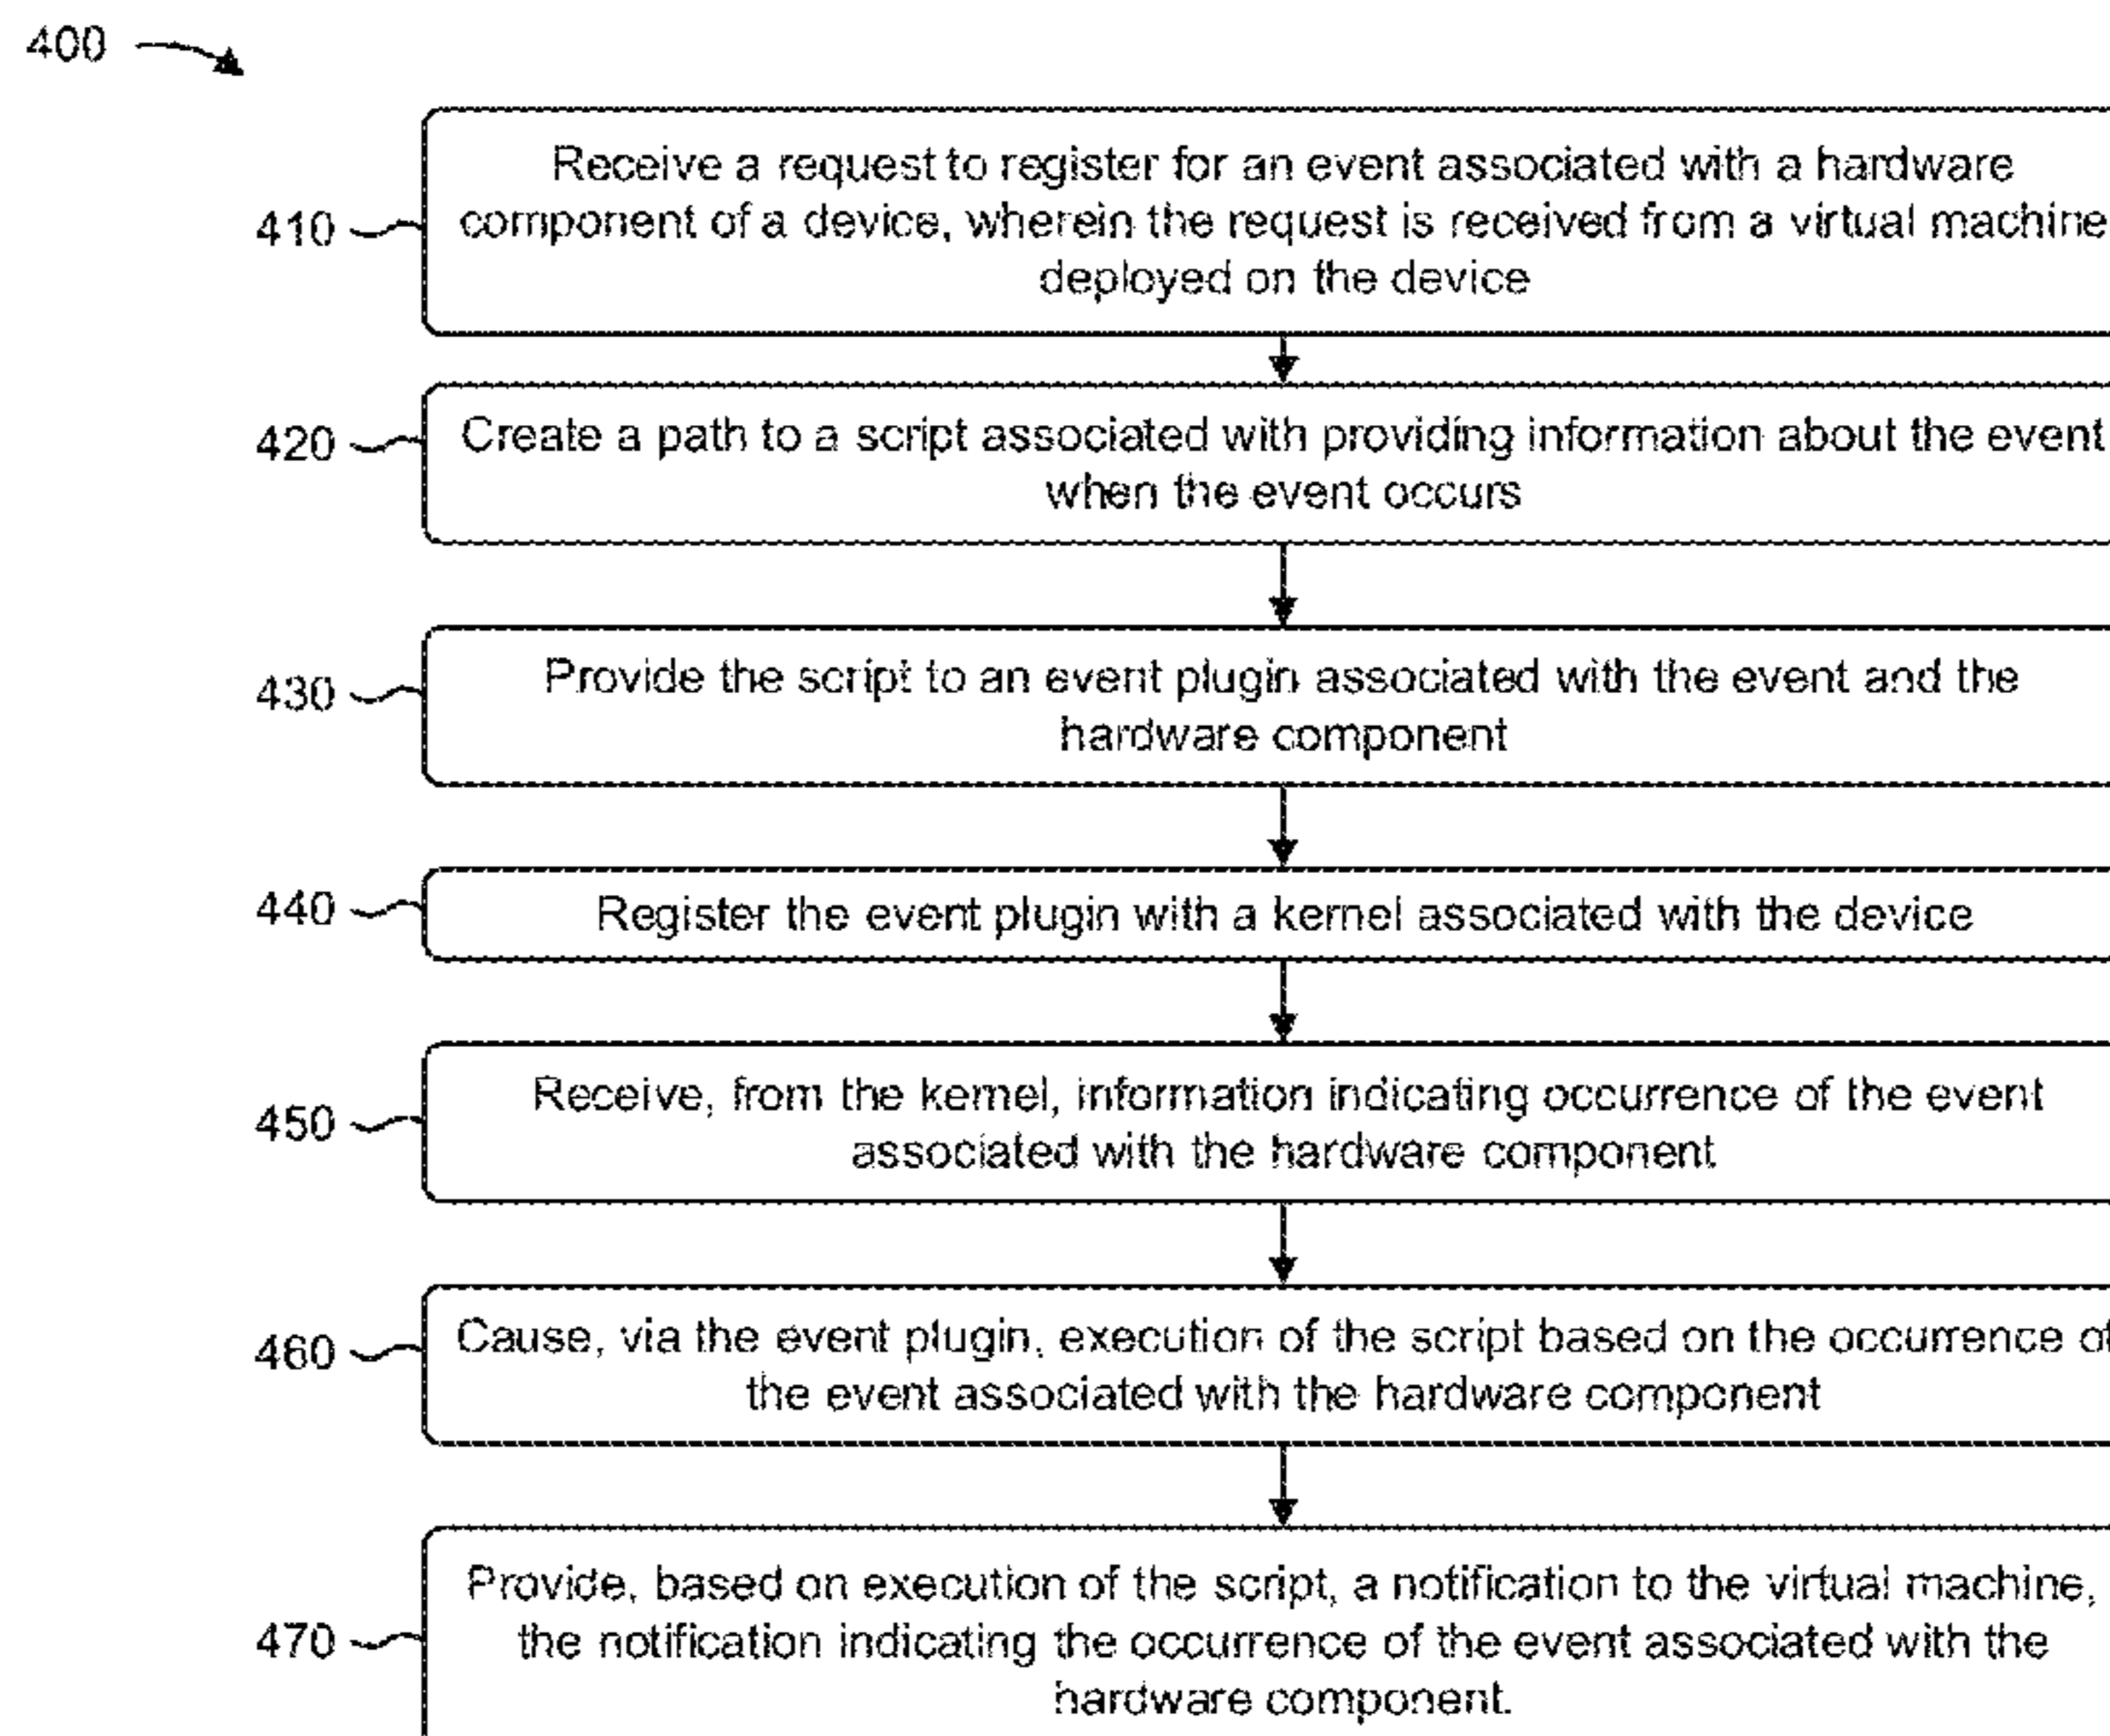 400
Receive a request to register for an event associated with a hardware
410
component of a device, wherein the request is received from a virtual machine
deployed on the device
420
Create a path to a script associated with providing information about the event
when the event occurs
430
Provide the script to an event plugin associated with the event and the
hardware component
440
Register the event plugin with a kernel associated with the device
450
Receive, from the kernel, information indicating occurrence of the event
associated with the hardware component
460
Cause, via the event plugin, execution of the script based on the occurrence of
the event associated with the hardware component
470
Provide, based on execution of the script, a notification to the virtual machine,
the notification indicating the occurrence of the event associated with the
hardware component.